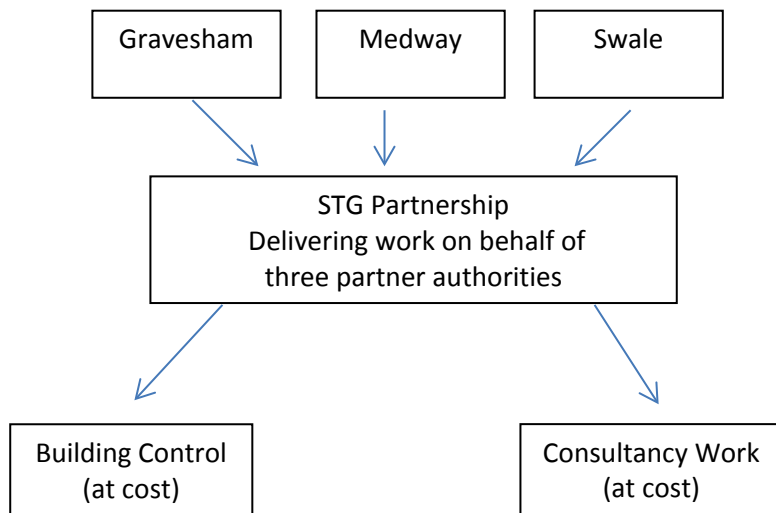 Gravesham
Medway
Swale
STG Partnership
Delivering work on behalf of
three partner authorities
Building Control
(at cost)
Consultancy Work
(at cost)